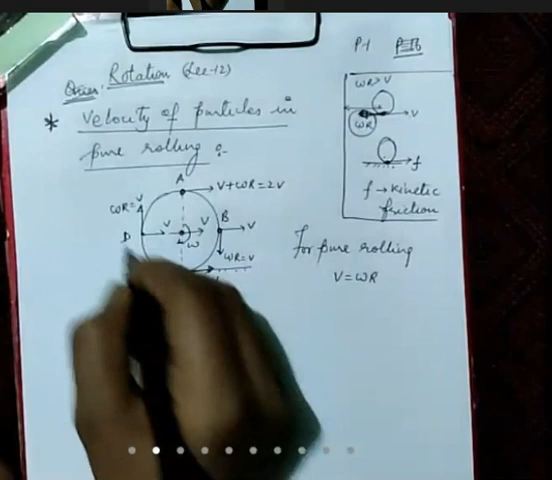 Rotation (Lec-12)
P-1
* Velocity of particles in
pure rolling :-
A
V+ωR=2V
ωR=V
D
V
V
ω
B
V
ωR=V
ωR>V
V
ωR
f
f → kinetic
friction
For pure rolling
V=ωR